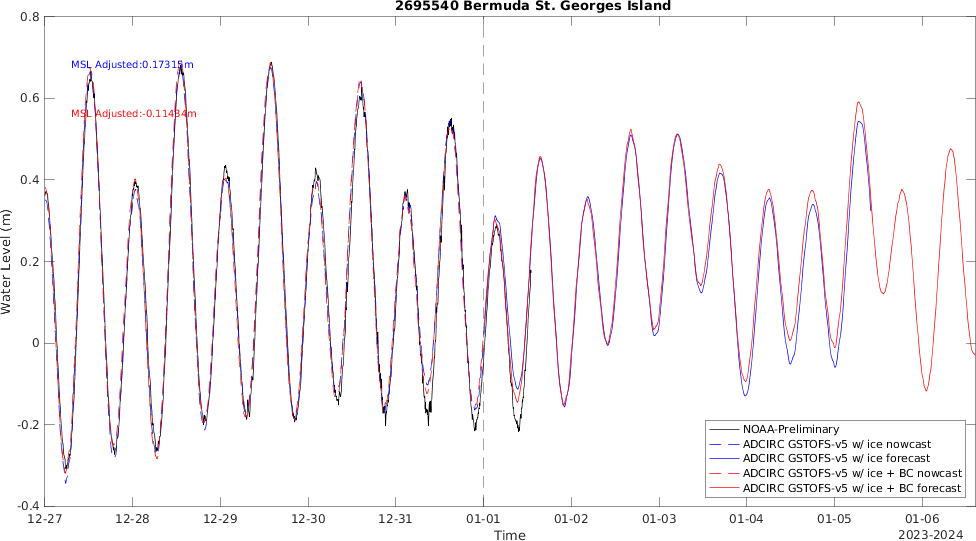 2695540 Bermuda St. Georges Island
0.8
0.6
0.4
0.2
0
-0.2
-0.4
Water Level (m)
MSL Adjusted:0.17315m
MSL Adjusted:-0.11434m
NOAA-Preliminary
ADCIRC GSTOFS-v5 w/ ice nowcast
ADCIRC GSTOFS-v5 w/ ice forecast
ADCIRC GSTOFS-v5 w/ ice + BC nowcast
ADCIRC GSTOFS-v5 w/ ice + BC forecast
12-27 12-28 12-29 12-30 12-31 01-01 01-02 01-03 01-04 01-05 01-06
Time
2023-2024